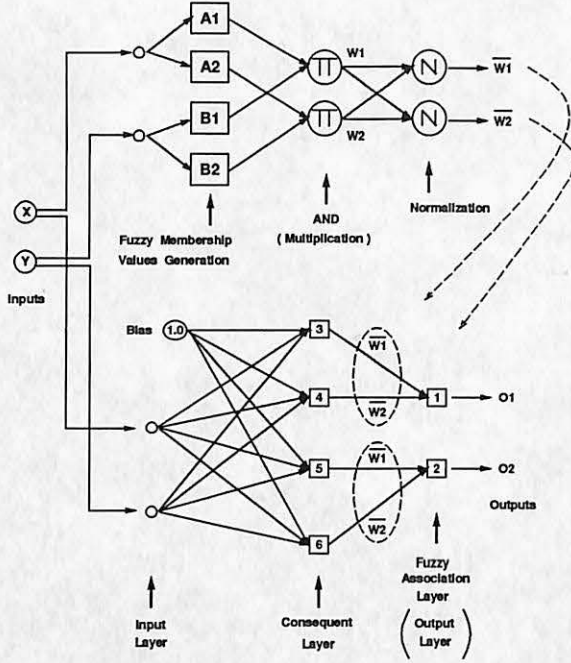 A1
A2
B1
B2
Π
Π
W1
W2
N
N
W1
W2
X
Y
Inputs
Fuzzy Membership
Values Generation
AND
( Multiplication )
Normalization
Bias
1.0
3
4
5
6
W1
W2
W1
W2
1
2
O1
O2
Outputs
Input
Layer
Consequent
Layer
Fuzzy
Association
Layer
( Output
Layer )